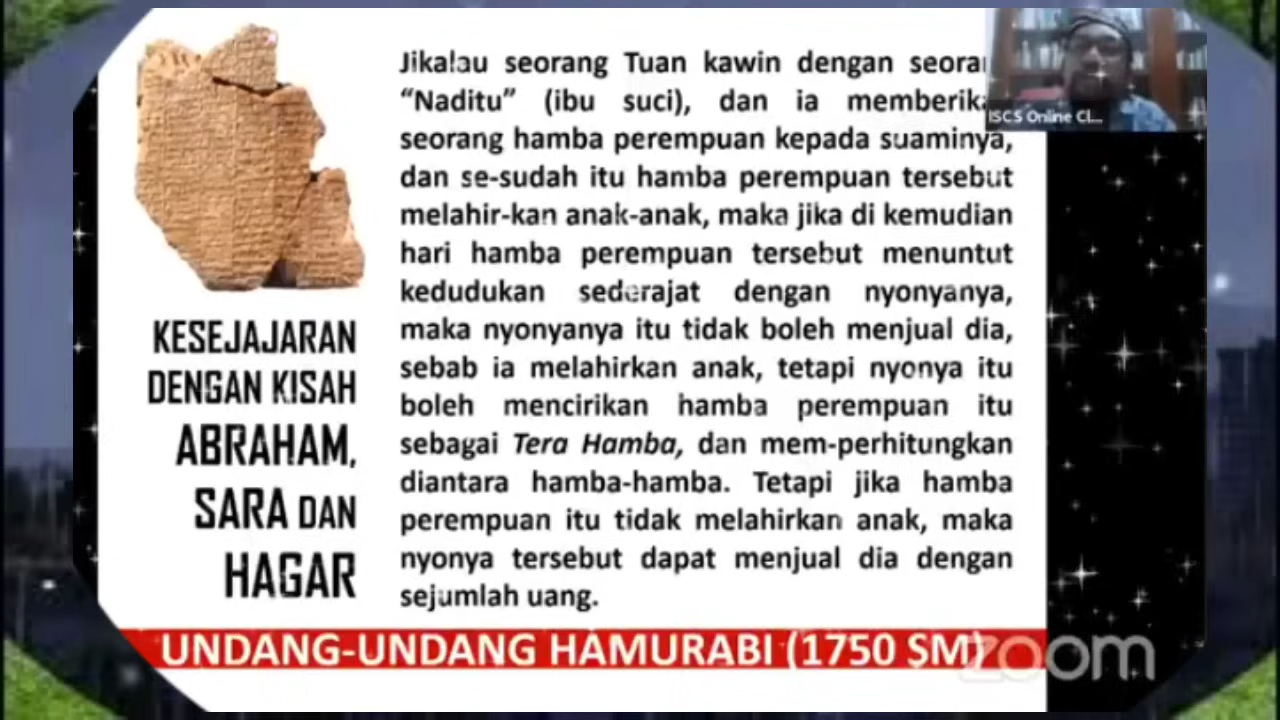 Jikalau seorang Tuan kawin dengan
“Naditu” (ibu suci), dan ia
seorang hamba perempuan kepada suaminya,
dan se-sudah itu hamba perempuan tersebut
melahir-kan anak-anak, maka jika di kemudian
hari hamba perempuan tersebut menuntut
kedudukan sederajat dengan nyonyanya,
maka nyonyanya itu tidak boleh menjual dia,
sebab ia melahirkan anak, tetapi nyonya itu
boleh mencirikan hamba perempuan itu
sebagai Tera Hamba, dan mem-perhitungkan
diantara hamba-hamba. Tetapi jika hamba
perempuan itu tidak melahirkan anak, maka
nyonya tersebut dapat menjual dia dengan
sejumlah uang.
KESEJAJARAN
DENGAN KISAH
ABRAHAM,
SARA DAN
HAGAR
UNDANG-UNDANG HAMURABI (1750 SM)
ISCS Online Cl...
zoom